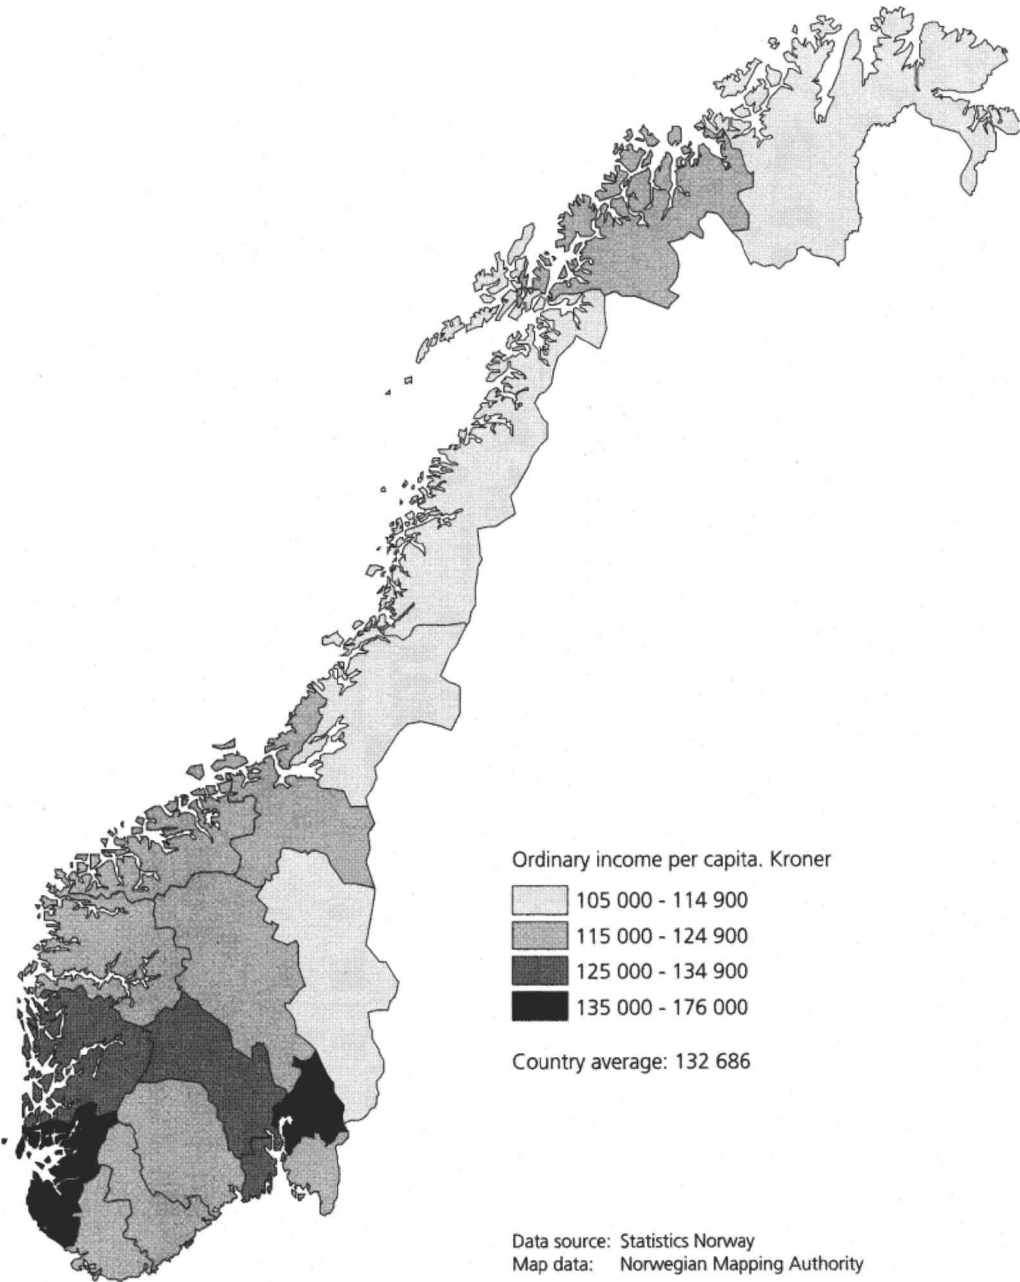 Ordinary income per capita. Kroner
105 000 - 114 900
115 000 - 124 900
125 000 - 134 900
135 000 - 176 000
Country average: 132 686
Data source: Statistics Norway
Map data: Norwegian Mapping Authority